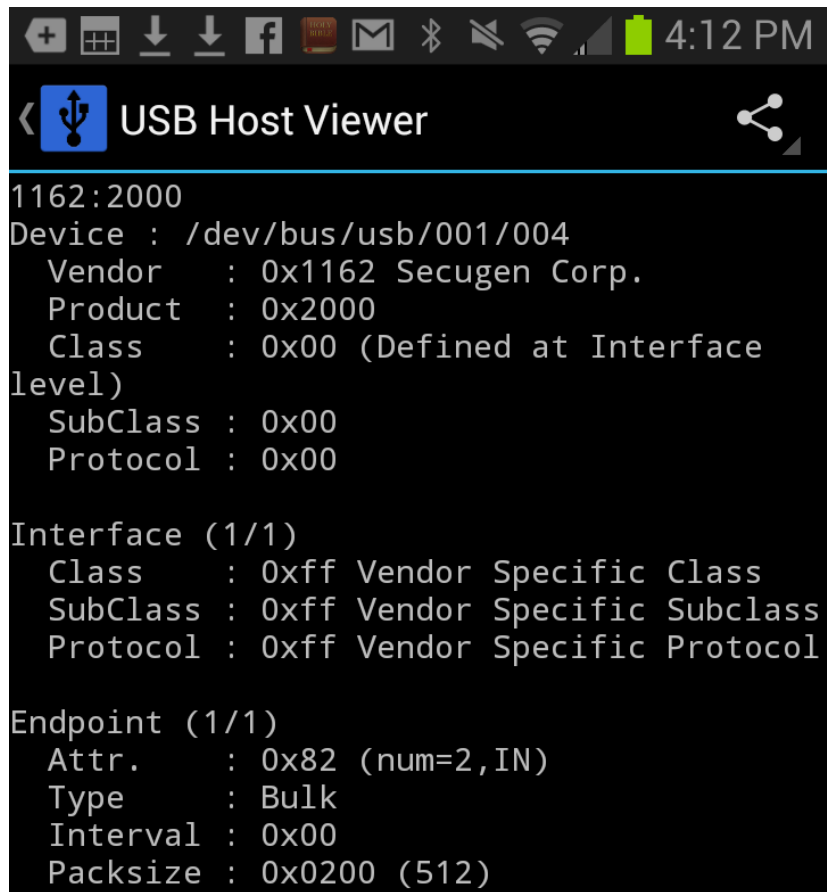 4:12 PM
USB Host Viewer
1162:2000
Device : /dev/bus/usb/001/004
  Vendor   : 0x1162 Secugen Corp.
  Product  : 0x2000
  Class    : 0x00 (Defined at Interface
level)
  SubClass : 0x00
  Protocol : 0x00
Interface (1/1)
  Class    : 0xff Vendor Specific Class
  SubClass : 0xff Vendor Specific Subclass
  Protocol : 0xff Vendor Specific Protocol
Endpoint (1/1)
  Attr.    : 0x82 (num=2,IN)
  Type     : Bulk
  Interval : 0x00
  Packsize : 0x0200 (512)